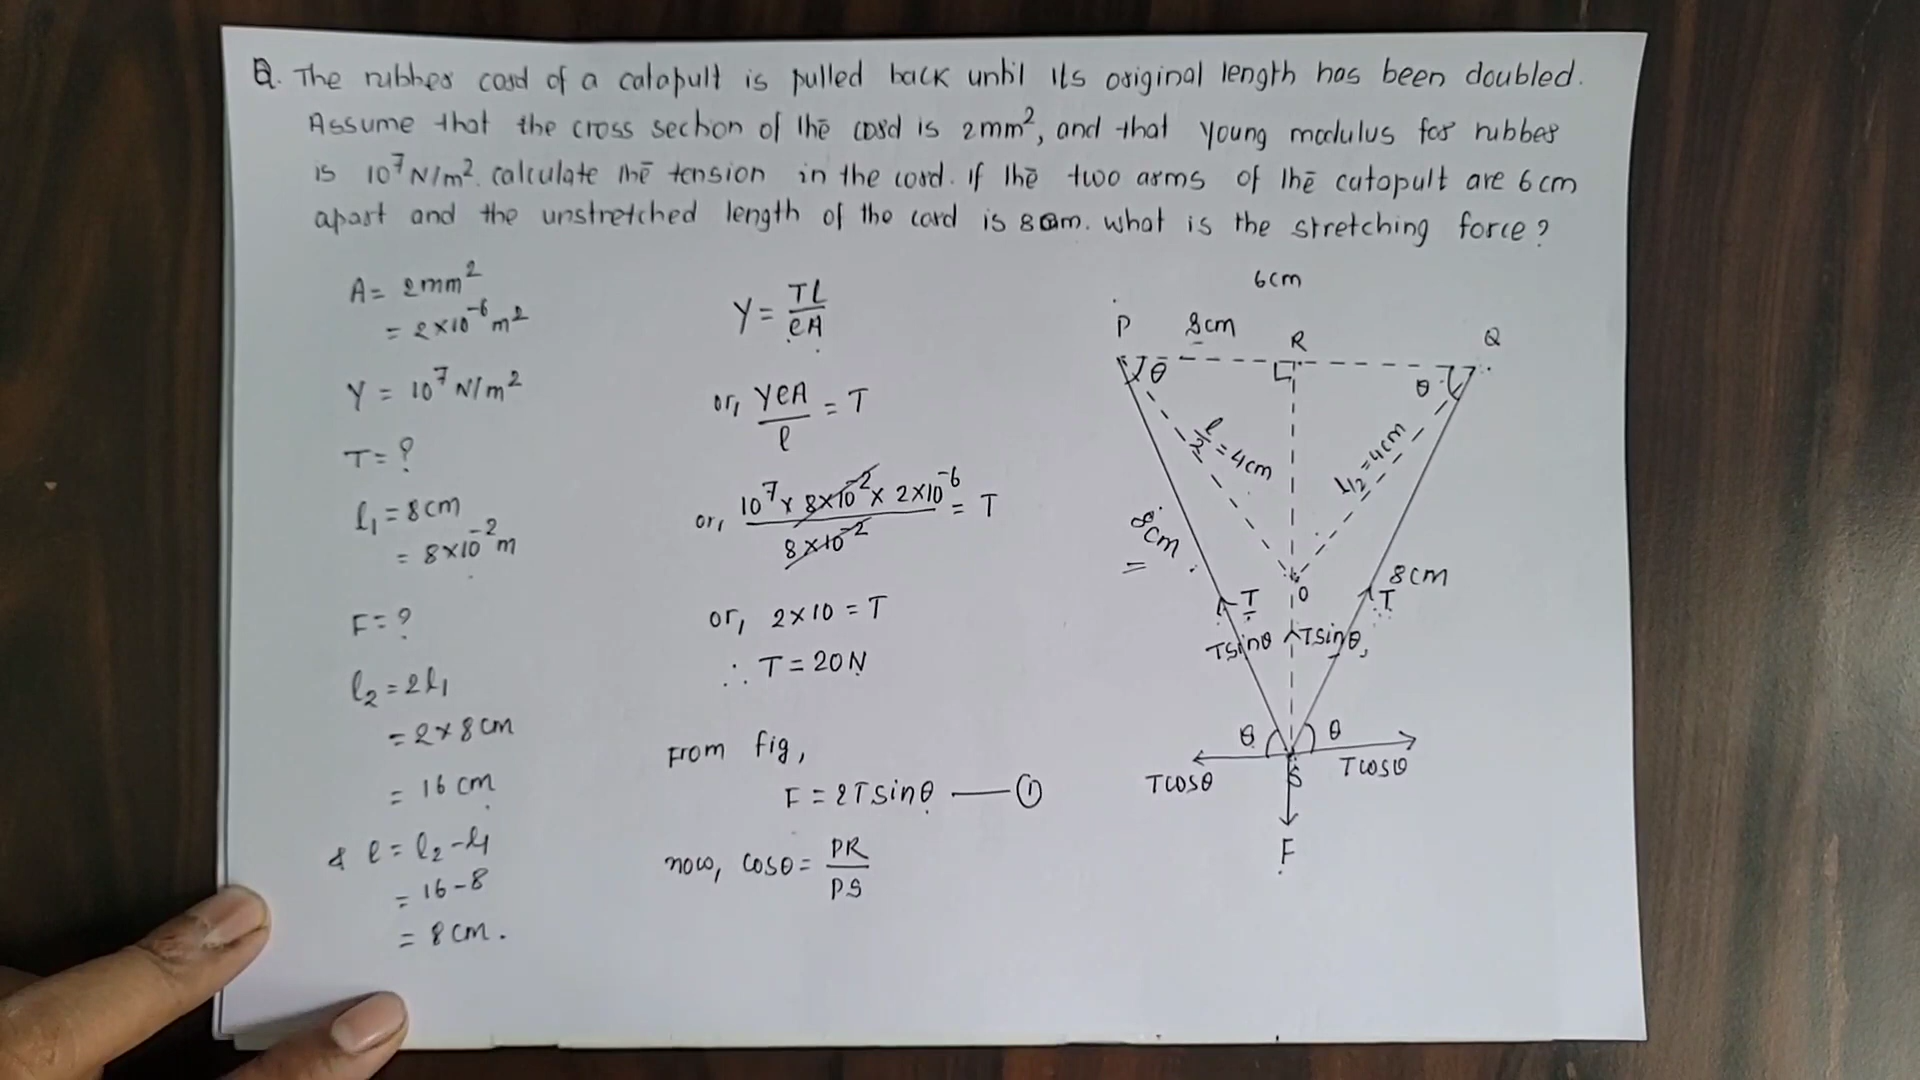 Q. The rubber cord of a catapult is pulled back until its original length has been doubled.
Assume that the cross section of the cord is 2mm², and that young modulus for rubber
is 10⁷ N/m². calculate the tension in the cord. if the two arms of the catapult are 6cm
apart and the unstretched length of the cord is 8cm. what is the stretching force?
A = 2mm²
= 2×10⁻⁶ m²
Y = 10⁷ N/m²
T = ?
l₁ = 8cm
= 8×10⁻² m
F = ?
l₂ = 2l₁
= 2×8cm
= 16 cm
& e = l₂-l₁
= 16-8
= 8cm.
Y = Tl/eA
or, YeA/l = T
or, 10⁷ × 8×10⁻² × 2×10⁻⁶ / 8×10⁻² = T
or, 2×10 = T
∴ T = 20N
From fig,
F = 2Tsinθ —— ①
now, cosθ = PR/PS
6cm
P 3cm R Q
θ θ
l/2 = 4cm l/2 = 4cm
8cm
8cm
T O T
Tsinθ Tsinθ
θ θ
Tcosθ S Tcosθ
F